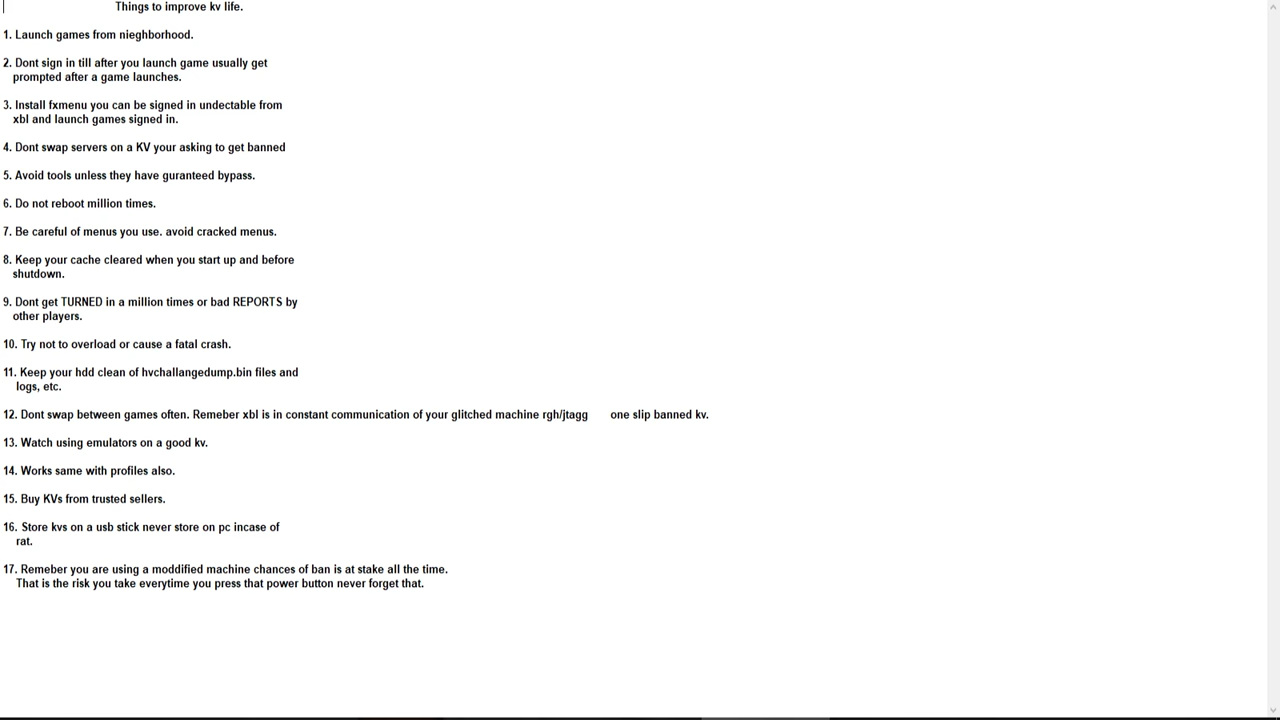 Things to improve kv life.
1. Launch games from nieghborhood.
2. Dont sign in till after you launch game usually get
prompted after a game launches.
3. Install fxmenu you can be signed in undectable from
xbl and launch games signed in.
4. Dont swap servers on a KV your asking to get banned
5. Avoid tools unless they have guranteed bypass.
6. Do not reboot million times.
7. Be careful of menus you use. avoid cracked menus.
8. Keep your cache cleared when you start up and before
shutdown.
9. Dont get TURNED in a million times or bad REPORTS by
other players.
10. Try not to overload or cause a fatal crash.
11. Keep your hdd clean of hvchallangedump.bin files and
logs, etc.
12. Dont swap between games often. Remeber xbl is in constant communication of your glitched machine rgh/jtagg one slip banned kv.
13. Watch using emulators on a good kv.
14. Works same with profiles also.
15. Buy KVs from trusted sellers.
16. Store kvs on a usb stick never store on pc incase of
rat.
17. Remeber you are using a moddified machine chances of ban is at stake all the time.
That is the risk you take everytime you press that power button never forget that.